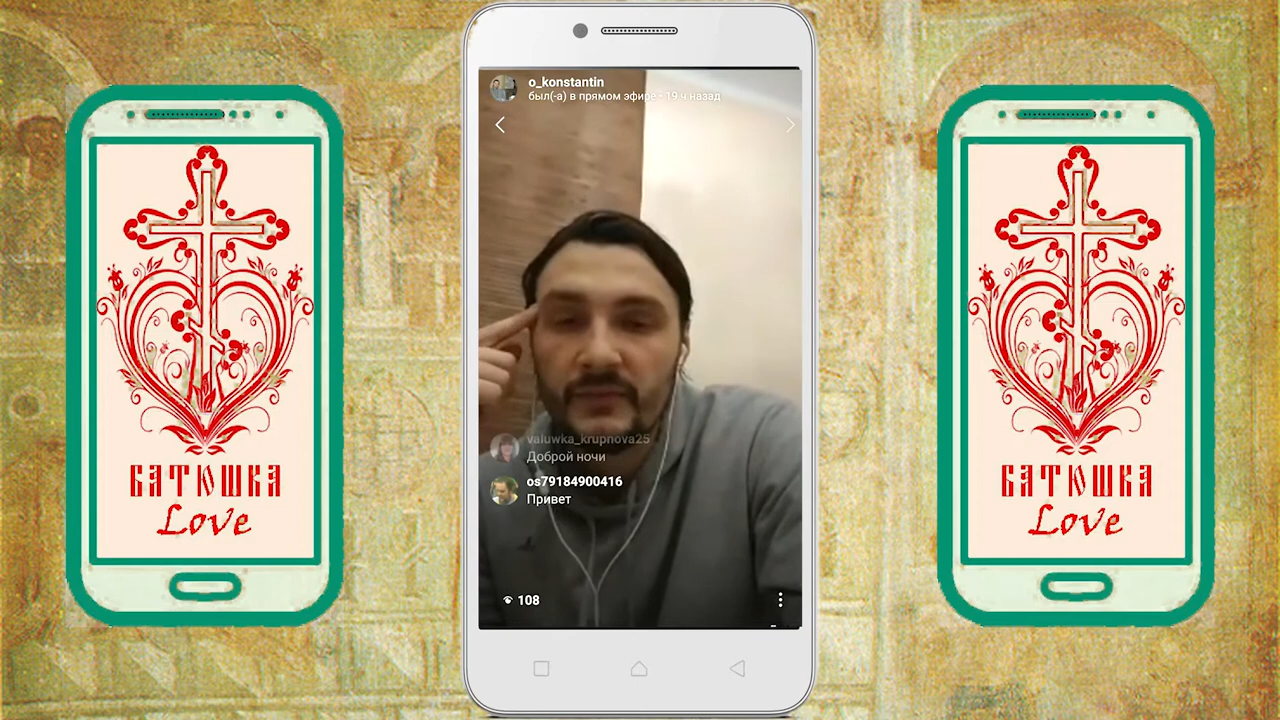 БАТЮШКА
Love
o_konstantin
был(-а) в прямом эфире • 19 ч назад
valuwka_krupnova25
Доброй ночи
os79184900416
Привет
108
БАТЮШКА
Love